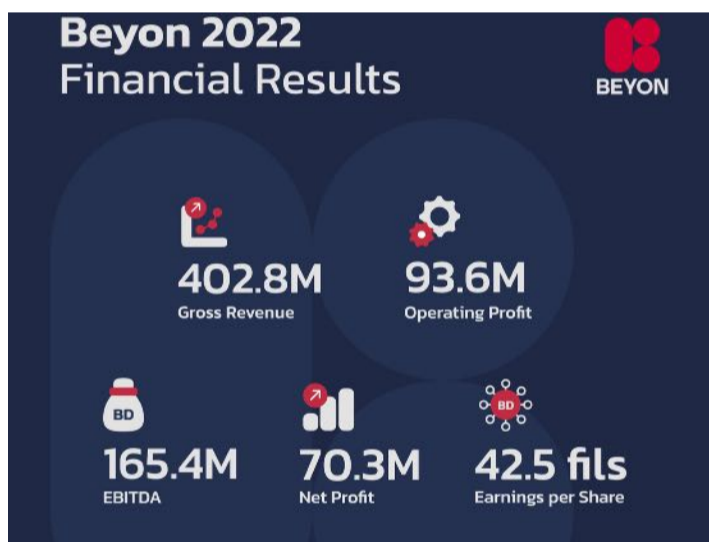 Beyon 2022
Financial Results
BEYON
402.8M
Gross Revenue
93.6M
Operating Profit
BD
165.4M
EBITDA
70.3M
Net Profit
BD
42.5 fils
Earnings per Share